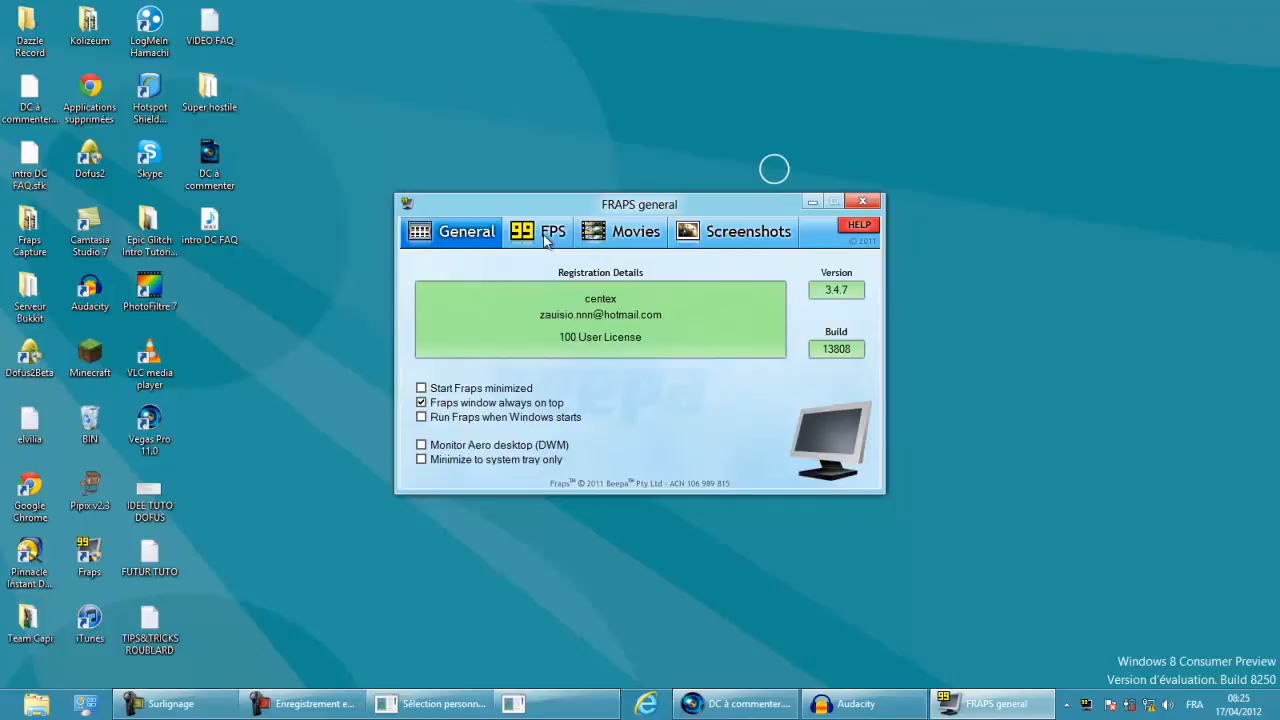 Dazzle
Record
Kolizeum
LogMein
Hamachi
VIDEO FAQ
DC à
commenter...
Applications
supprimées
Hotspot
Shield...
Super hostile
intro DC
FAQ.sfk
Dofus2
Skype
DC à
commenter
Fraps
Capture
Camtasia
Studio 7
Epic Glitch
Intro Tutori...
intro DC FAQ
Serveur
Bukkit
Audacity
PhotoFiltre 7
Dofus2Beta
Minecraft
VLC media
player
elvilia
BIN
Vegas Pro
11.0
Google
Chrome
Pipix v2.3
IDEE TUTO
DOFUS
Pinnacle
Instant D...
99
Fraps
FUTUR TUTO
Team Capi
iTunes
TIPS&TRICKS
ROUBLARD
FRAPS general
General
99 FPS
Movies
Screenshots
HELP
© 2011
Registration Details
centex
zauisio.nnn@hotmail.com
100 User License
Version
3.4.7
Build
13808
Start Fraps minimized
Fraps window always on top
Run Fraps when Windows starts
Monitor Aero desktop (DWM)
Minimize to system tray only
beepa
Fraps™ © 2011 Beepa™ Pty Ltd - ACN 106 989 815
Windows 8 Consumer Preview
Version d'évaluation. Build 8250
Surlignage
Enregistrement e...
Sélection personn...
DC à commenter....
Audacity
FRAPS general
FRA
08:25
17/04/2012